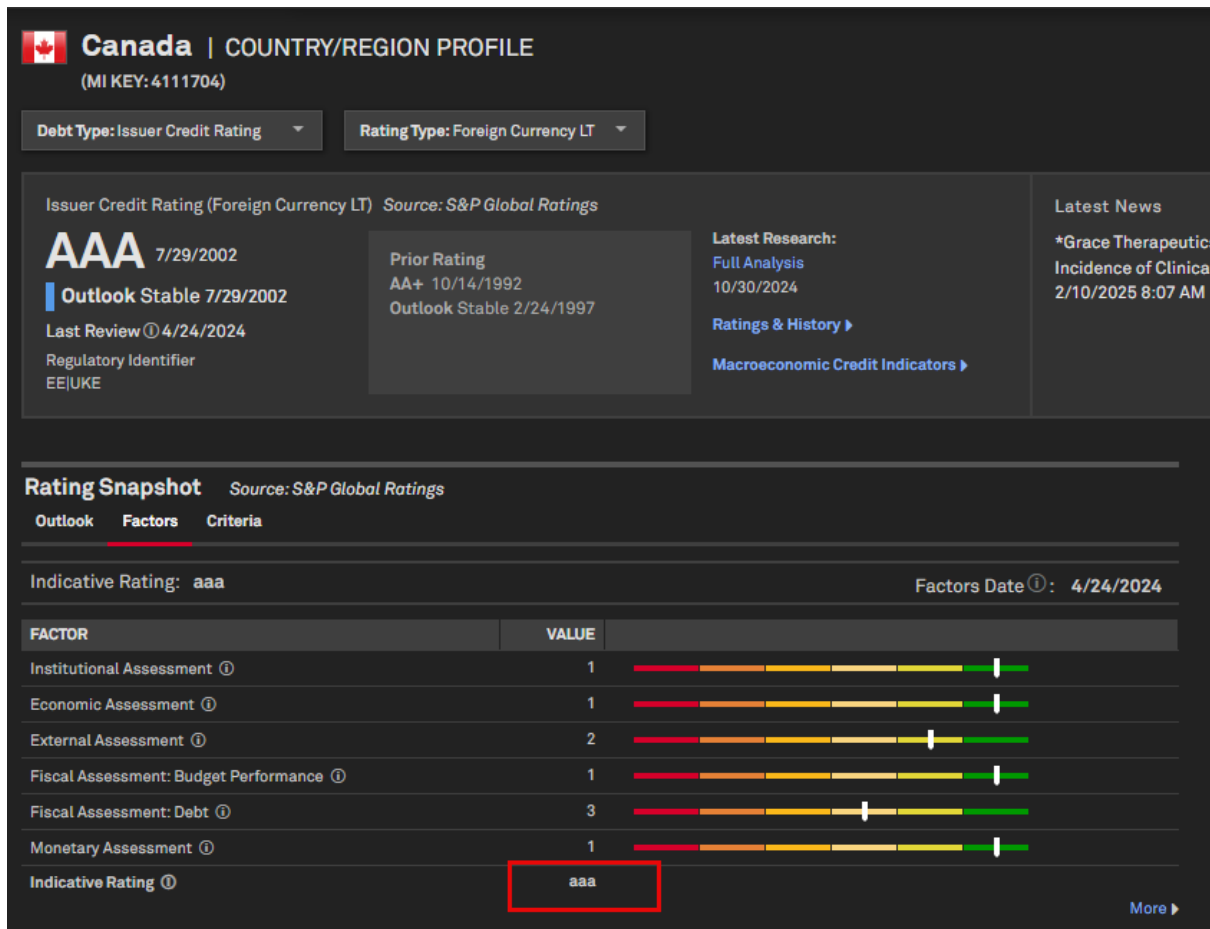 Canada | COUNTRY/REGION PROFILE
(MI KEY: 4111704)
Debt Type: Issuer Credit Rating
Rating Type: Foreign Currency LT
Issuer Credit Rating (Foreign Currency LT) Source: S&P Global Ratings
AAA 7/29/2002
Outlook Stable 7/29/2002
Last Review 4/24/2024
Regulatory Identifier
EE|UKE
Prior Rating
AA+ 10/14/1992
Outlook Stable 2/24/1997
Latest Research:
Full Analysis
10/30/2024
Ratings & History
Macroeconomic Credit Indicators
Latest News
*Grace Therapeutics
Incidence of Clinica
2/10/2025 8:07 AM
Rating Snapshot Source: S&P Global Ratings
Outlook Factors Criteria
Indicative Rating: aaa Factors Date : 4/24/2024
FACTOR VALUE
Institutional Assessment 1
Economic Assessment 1
External Assessment 2
Fiscal Assessment: Budget Performance 1
Fiscal Assessment: Debt 3
Monetary Assessment 1
Indicative Rating aaa
More